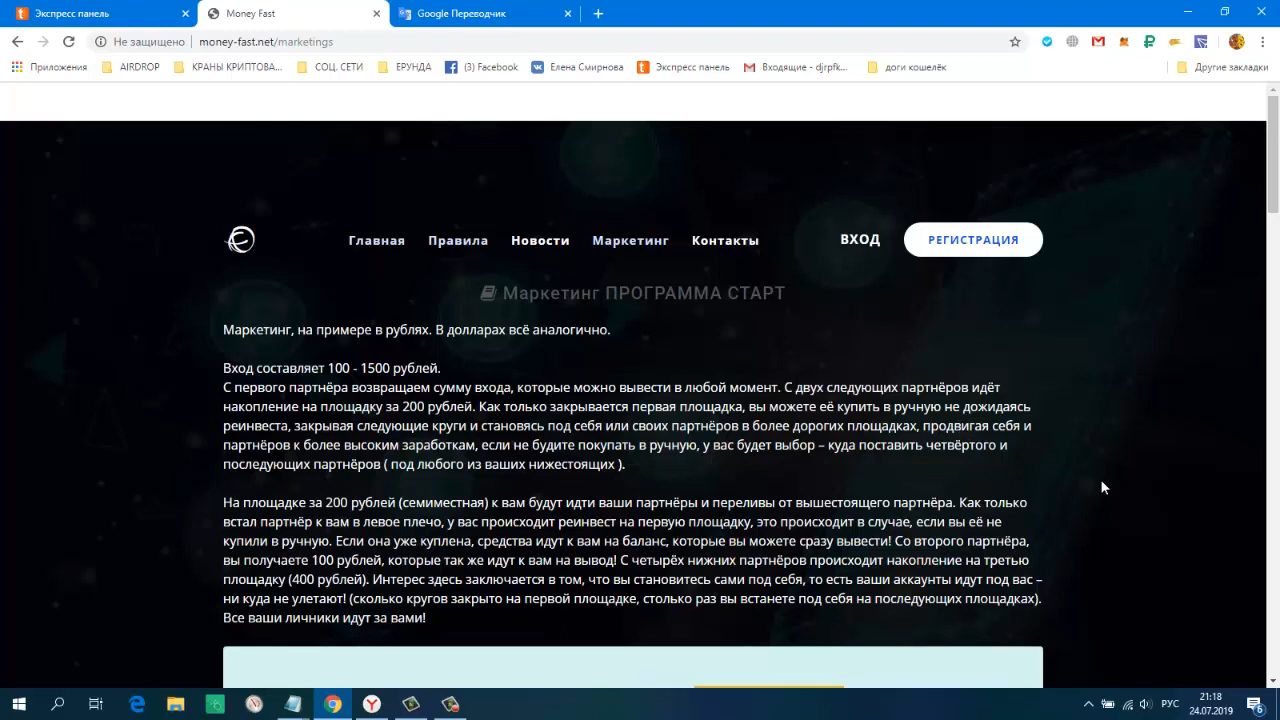 Экспресс панель
Money Fast
Google Переводчик
Не защищено
money-fast.net/marketings
Приложения
AIRDROP
КРАНЫ КРИПТОВА...
СОЦ. СЕТИ
ЕРУНДА
(3) Facebook
Елена Смирнова
Экспресс панель
Входящие - djrpfk...
доги кошелёк
Другие закладки
Главная
Правила
Новости
Маркетинг
Контакты
ВХОД
РЕГИСТРАЦИЯ
Маркетинг ПРОГРАММА СТАРТ
Маркетинг, на примере в рублях. В долларах всё аналогично.
Вход составляет 100 - 1500 рублей.
С первого партнёра возвращаем сумму входа, которые можно вывести в любой момент. С двух следующих партнёров идёт
накопление на площадку за 200 рублей. Как только закрывается первая площадка, вы можете её купить в ручную не дожидаясь
реинвеста, закрывая следующие круги и становясь под себя или своих партнёров в более дорогих площадках, продвигая себя и
партнёров к более высоким заработкам, если не будите покупать в ручную, у вас будет выбор – куда поставить четвёртого и
последующих партнёров ( под любого из ваших нижестоящих ).
На площадке за 200 рублей (семиместная) к вам будут идти ваши партнёры и переливы от вышестоящего партнёра. Как только
встал партнёр к вам в левое плечо, у вас происходит реинвест на первую площадку, это происходит в случае, если вы её не
купили в ручную. Если она уже куплена, средства идут к вам на баланс, которые вы можете сразу вывести! Со второго партнёра,
вы получаете 100 рублей, которые так же идут к вам на вывод! С четырёх нижних партнёров происходит накопление на третью
площадку (400 рублей). Интерес здесь заключается в том, что вы становитесь сами под себя, то есть ваши аккаунты идут под вас –
ни куда не улетают! (сколько кругов закрыто на первой площадке, столько раз вы встанете под себя на последующих площадках).
Все ваши личники идут за вами!
РУС
21:18
24.07.2019
6